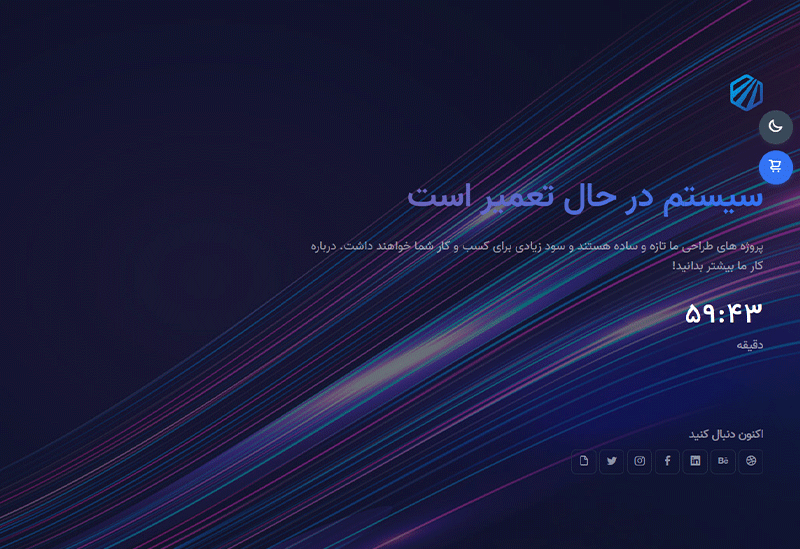 سیستم در حال تعمبر است
پروژه های طراحی ما تازه و ساده هستند و سود زیادی برای کسب و کار شما خواهند داشت. درباره
کار ما بیشتر بدانید!
۵۹:۴۳
دقیقه
اکنون دنبال کنید